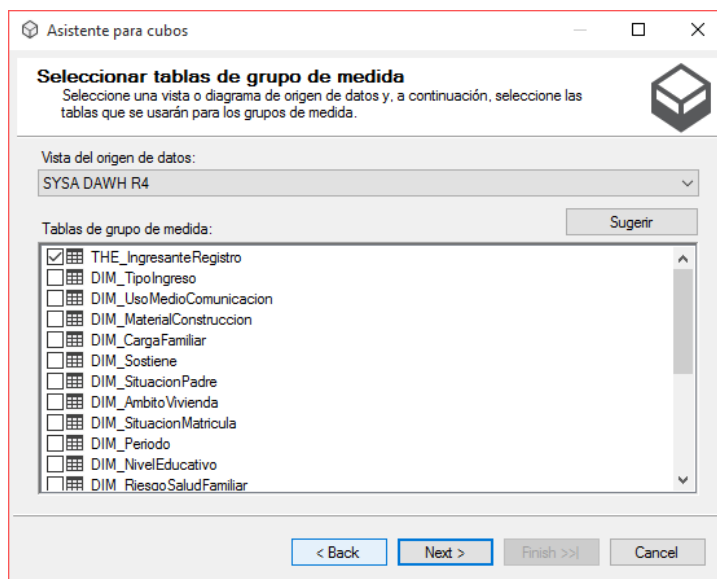 Asistente para cubos
Seleccionar tablas de grupo de medida
Seleccione una vista o diagrama de origen de datos y, a continuación, seleccione las
tablas que se usarán para los grupos de medida.
Vista del origen de datos:
SYSA DAWH R4
Sugerir
Tablas de grupo de medida:
THE_IngresanteRegistro
DIM_TipoIngreso
DIM_UsoMedioComunicacion
DIM_MaterialConstruccion
DIM_CargaFamiliar
DIM_Sostiene
DIM_SituacionPadre
DIM_AmbitoVivienda
DIM_SituacionMatricula
DIM_Periodo
DIM_NivelEducativo
DIM_RiesgoSaludFamiliar
< Back Next > Finish >>| Cancel